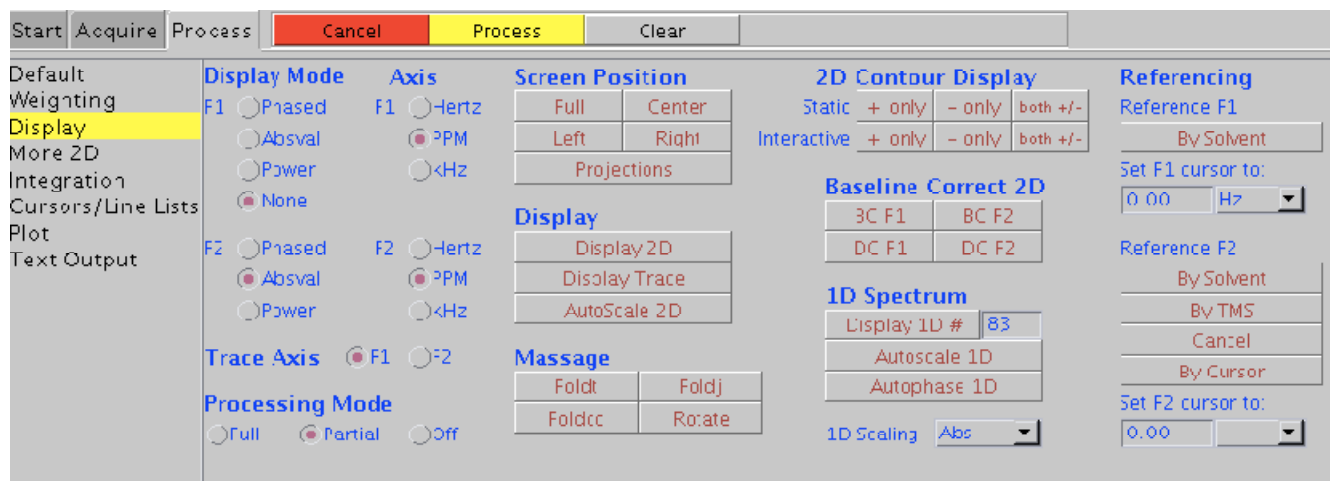 Start Acquire Process Cancel Process Clear
Default
Weighting
Display
More 2D
Integration
Cursors/Line Lists
Plot
Text Output
Display Mode Axis
F1 Phased F1 Hertz
Absval PPM
Power kHz
None
F2 Phased F2 Hertz
Absval PPM
Power kHz
Trace Axis F1 F2
Processing Mode
Full Partial Off
Screen Position
Full Center
Left Right
Projections
Display
Display 2D
Display Trace
AutoScale 2D
Massage
Foldt Foldj
Foldcc Rotate
2D Contour Display
Static + only - only both +/-
Interactive + only - only both +/-
Baseline Correct 2D
BC F1 BC F2
DC F1 DC F2
1D Spectrum
Display 1D # 83
Autoscale 1D
Autophase 1D
1D Scaling Abs
Referencing
Reference F1
By Solvent
Set F1 cursor to:
0.00 Hz
Reference F2
By Solvent
By TMS
Cancel
By Cursor
Set F2 cursor to:
0.00